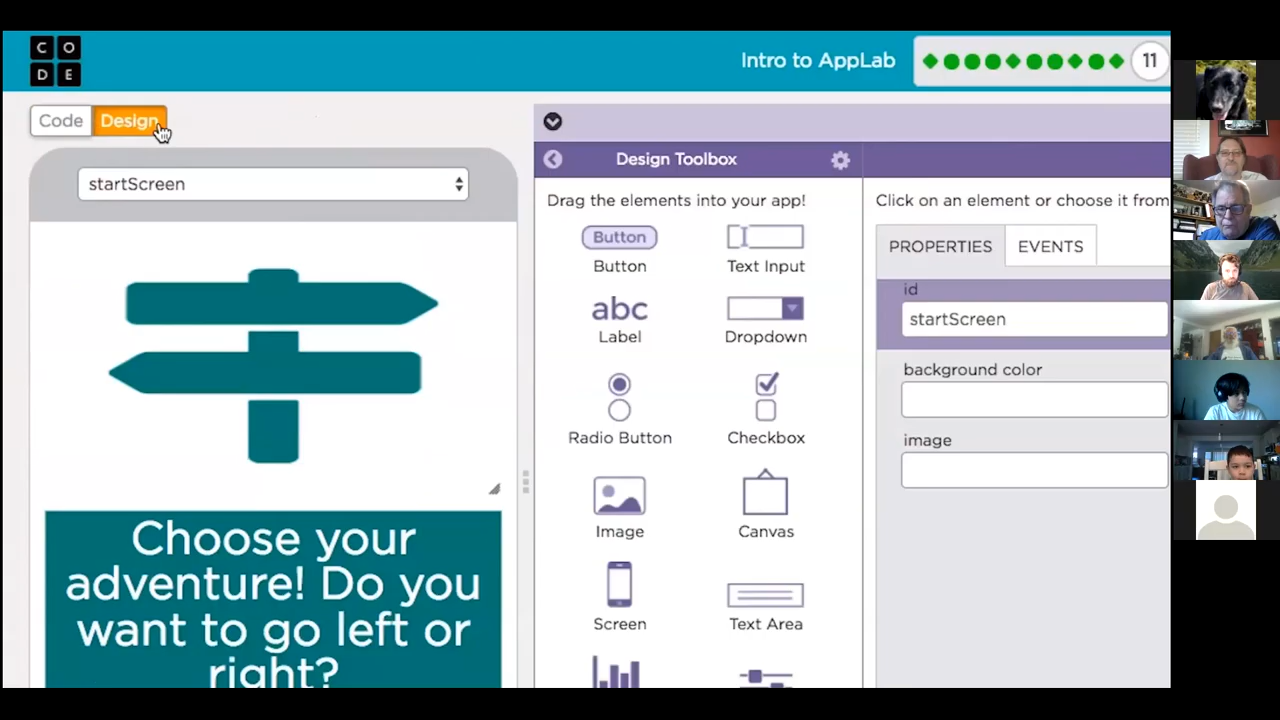 C O
D E
Intro to AppLab
11
Code
Design
startScreen
Design Toolbox
Drag the elements into your app!
Click on an element or choose it from
Button
Button
Text Input
abc
Label
Dropdown
Radio Button
Checkbox
Image
Canvas
Screen
Text Area
PROPERTIES
EVENTS
id
startScreen
background color
image
Choose your
adventure! Do you
want to go left or
right?